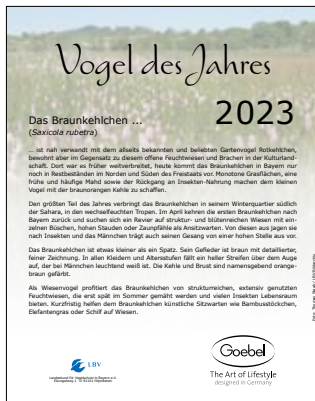 Vogel des Jahres
2023
Das Braunkehlchen ...
(Saxicola rubetra)
... ist nah verwandt mit dem allseits bekannten und beliebten Gartenvogel Rotkehlchen,
bewohnt aber im Gegensatz zu diesem offene Feuchtwiesen und Brachen in der Kulturland-
schaft. Dort war es früher weitverbreitet, heute kommt das Braunkehlchen in Bayern nur
noch in Restbeständen im Norden und Süden des Freistaats vor. Monotone Grasflächen, eine
frühe und häufige Mahd sowie der Rückgang an Insekten-Nahrung machen dem kleinen
Vogel mit der braunorangen Kehle zu schaffen.
Den größten Teil des Jahres verbringt das Braunkehlchen in seinem Winterquartier südlich
der Sahara, in den wechselfeuchten Tropen. Im April kehren die ersten Braunkehlchen nach
Bayern zurück und suchen sich ein Revier auf struktur- und blütenreichen Wiesen mit ein-
zelnen Büschen, hohen Stauden oder Zaunpfähle als Ansitzwarten. Von diesen aus jagen sie
nach Insekten und das Männchen trägt auch seinen Gesang von einer hohen Stelle aus vor.
Das Braunkehlchen ist etwas kleiner als ein Spatz. Sein Gefieder ist braun mit detaillierter,
feiner Zeichnung. In allen Kleidern und Altersstufen fällt ein heller Streifen über dem Auge
auf, der bei Männchen leuchtend weiß ist. Die Kehle und Brust sind namensgebend orange-
braun gefärbt.
Als Wiesenvogel profitiert das Braunkehlchen von strukturreichen, extensiv genutzten
Feuchtwiesen, die erst spät im Sommer gemäht werden und vielen Insekten Lebensraum
bieten. Kurzfristig helfen dem Braunkehlchen künstliche Sitzwarten wie Bambusstöckchen,
Elefantengras oder Schilf auf Wiesen.
LBV
Landesbund für Vogelschutz in Bayern e.V.
Goebel
The Art of Lifestyle
designed in Germany